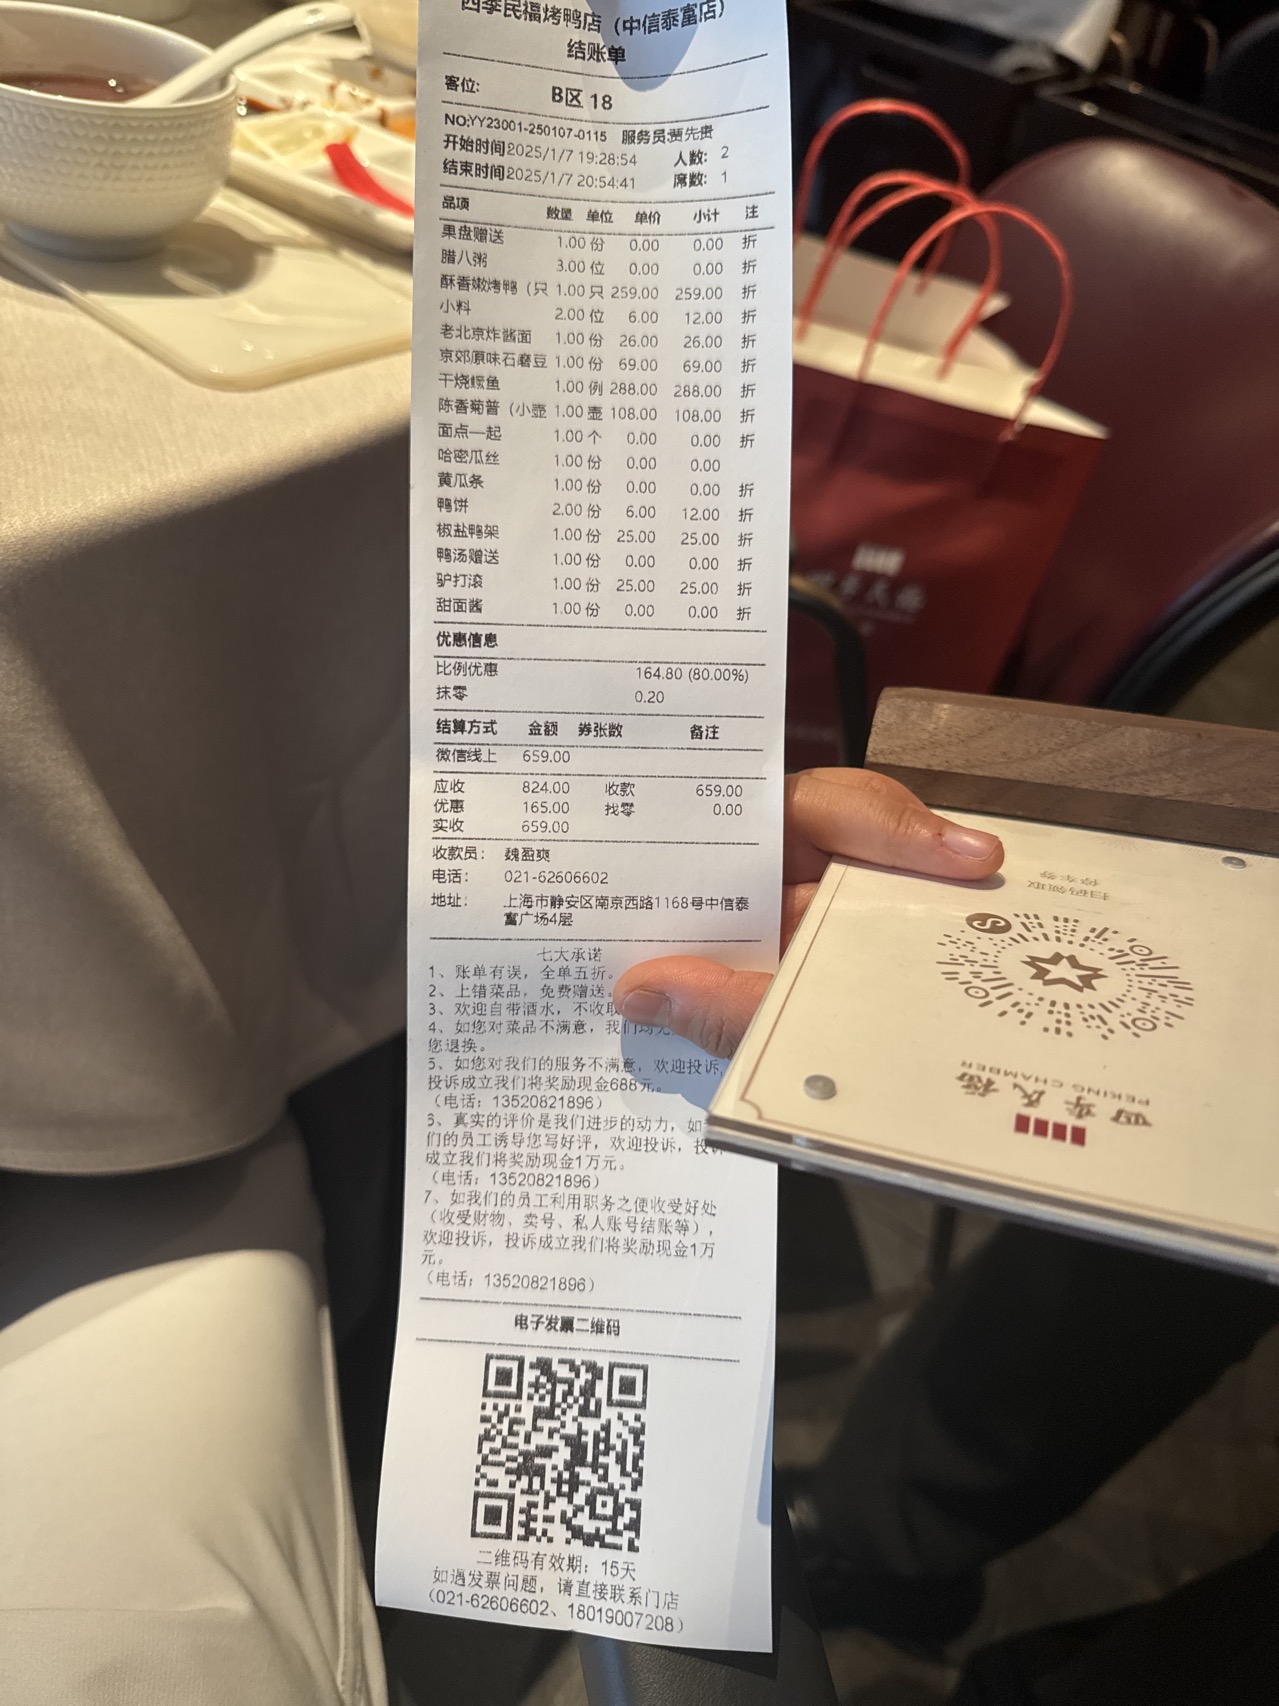 四季民福烤鸭店（中信泰富店）
结账单
客位： B区 18
NO:YY23001-250107-0115 服务员:贾先贵
开始时间2025/1/7 19:28:54 人数： 2
结束时间2025/1/7 20:54:41 席数： 1
品项 数量 单位 单价 小计 注
果盘赠送 1.00 份 0.00 0.00 折
腊八粥 3.00 位 0.00 0.00 折
酥香嫩烤鸭（只 1.00 只 259.00 259.00 折
小料 2.00 位 6.00 12.00 折
老北京炸酱面 1.00 份 26.00 26.00 折
京郊原味石磨豆 1.00 份 69.00 69.00 折
干烧鳜鱼 1.00 例 288.00 288.00 折
陈香菊普（小壶 1.00 壶 108.00 108.00 折
面点一起 1.00 个 0.00 0.00 折
哈密瓜丝 1.00 份 0.00 0.00
黄瓜条 1.00 份 0.00 0.00 折
鸭饼 2.00 份 6.00 12.00 折
椒盐鸭架 1.00 份 25.00 25.00 折
鸭汤赠送 1.00 份 0.00 0.00 折
驴打滚 1.00 份 25.00 25.00 折
甜面酱 1.00 份 0.00 0.00 折
优惠信息
比例优惠 164.80 (80.00%)
抹零 0.20
结算方式 金额 券张数 备注
微信线上 659.00
应收 824.00 收款 659.00
优惠 165.00 找零 0.00
实收 659.00
收款员： 魏盈爽
电话： 021-62606602
地址： 上海市静安区南京西路1168号中信泰
富广场4层
七大承诺
1、账单有误，全单五折。
2、上错菜品，免费赠送。
3、欢迎自带酒水，不收取
4、如您对菜品不满意，我们均
您退换。
5、如您对我们的服务不满意，欢迎投诉，
投诉成立我们将奖励现金688元。
（电话：13520821896）
6、真实的评价是我们进步的动力，如
们的员工诱导您写好评，欢迎投诉，投诉
成立我们将奖励现金1万元。
（电话：13520821896）
7、如我们的员工利用职务之便收受好处
（收受财物、卖号、私人账号结账等），
欢迎投诉，投诉成立我们将奖励现金1万
元。
（电话：13520821896）
电子发票二维码
二维码有效期：15天
如遇发票问题，请直接联系门店
（021-62606602、18019007208）
扫码领取
停车券
PEKING CHAMBER
四季民福